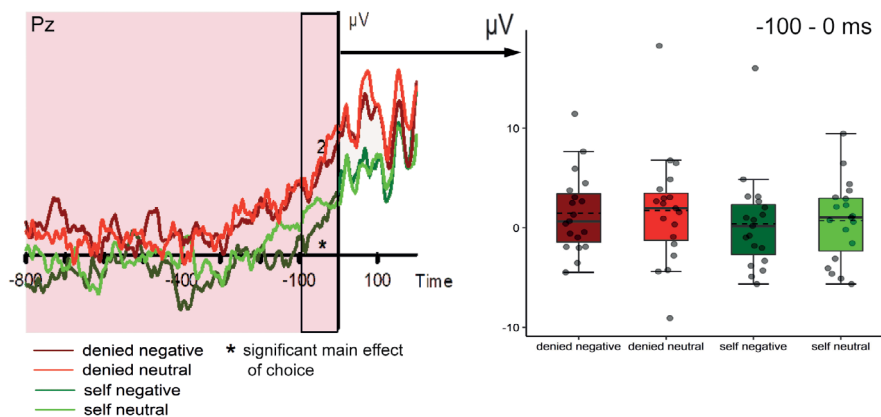 Pz
µV
2
*
-800
-400
-100
0
100
Time
denied negative
denied neutral
self negative
self neutral
* significant main effect
of choice
µV
-100 - 0 ms
10
0
-10
denied negative
denied neutral
self negative
self neutral